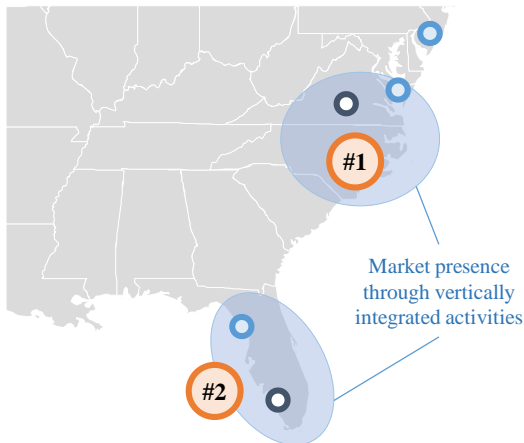 #1
Market presence
through vertically
integrated activities
#2